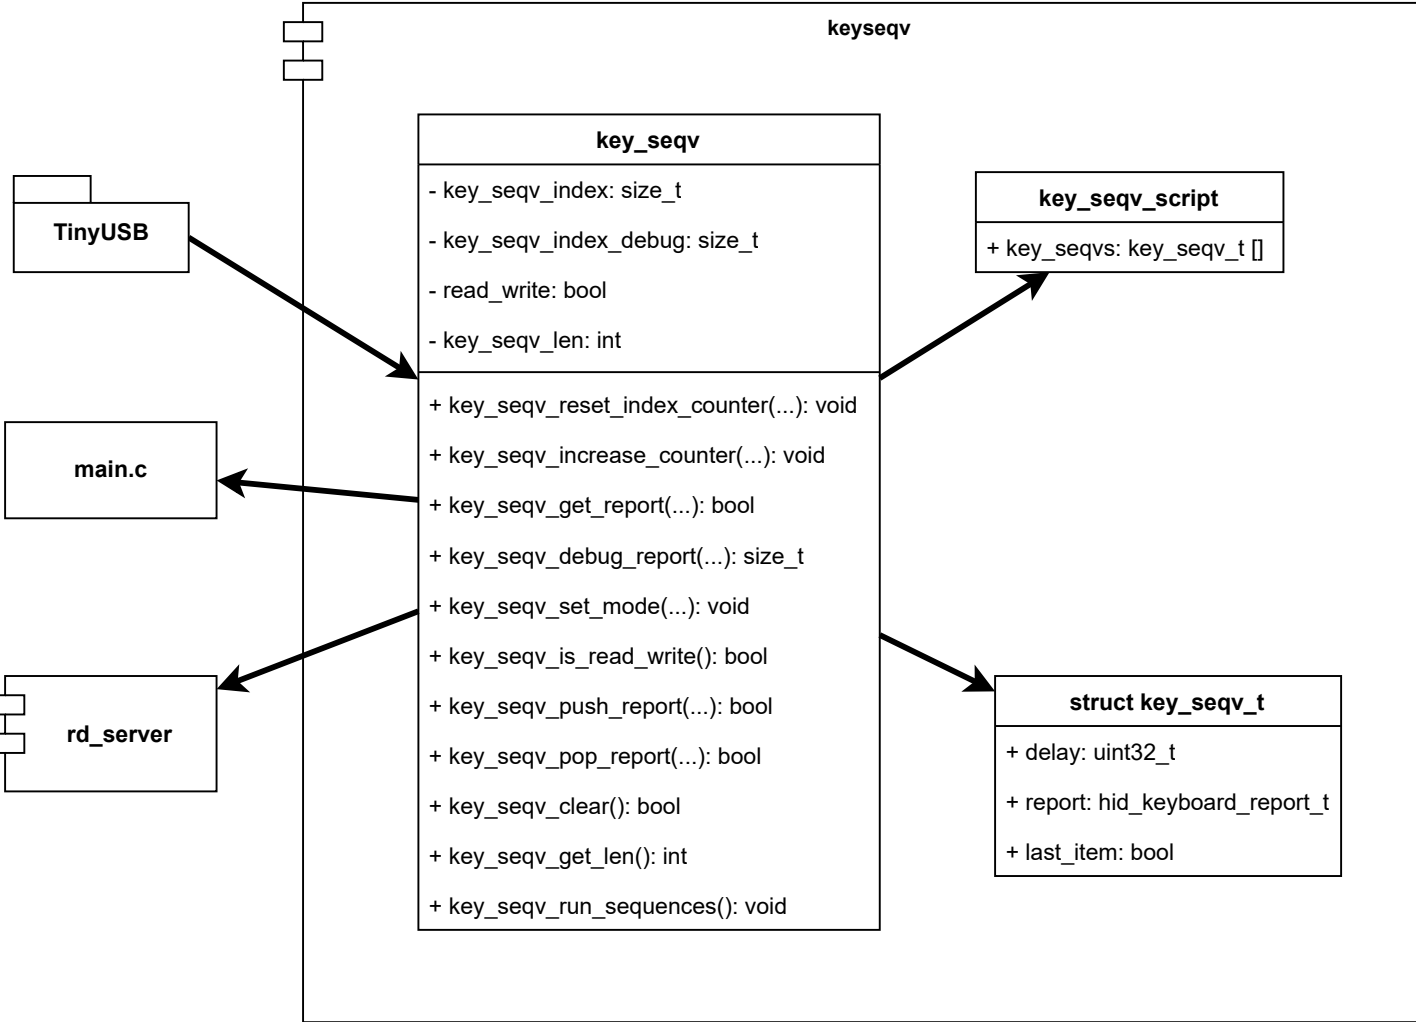 keyseqv
key_seqv
- key_seqv_index: size_t
- key_seqv_index_debug: size_t
- read_write: bool
- key_seqv_len: int
+ key_seqv_reset_index_counter(...): void
+ key_seqv_increase_counter(...): void
+ key_seqv_get_report(...): bool
+ key_seqv_debug_report(...): size_t
+ key_seqv_set_mode(...): void
+ key_seqv_is_read_write(): bool
+ key_seqv_push_report(...): bool
+ key_seqv_pop_report(...): bool
+ key_seqv_clear(): bool
+ key_seqv_get_len(): int
+ key_seqv_run_sequences(): void
TinyUSB
main.c
rd_server
key_seqv_script
+ key_seqvs: key_seqv_t []
struct key_seqv_t
+ delay: uint32_t
+ report: hid_keyboard_report_t
+ last_item: bool